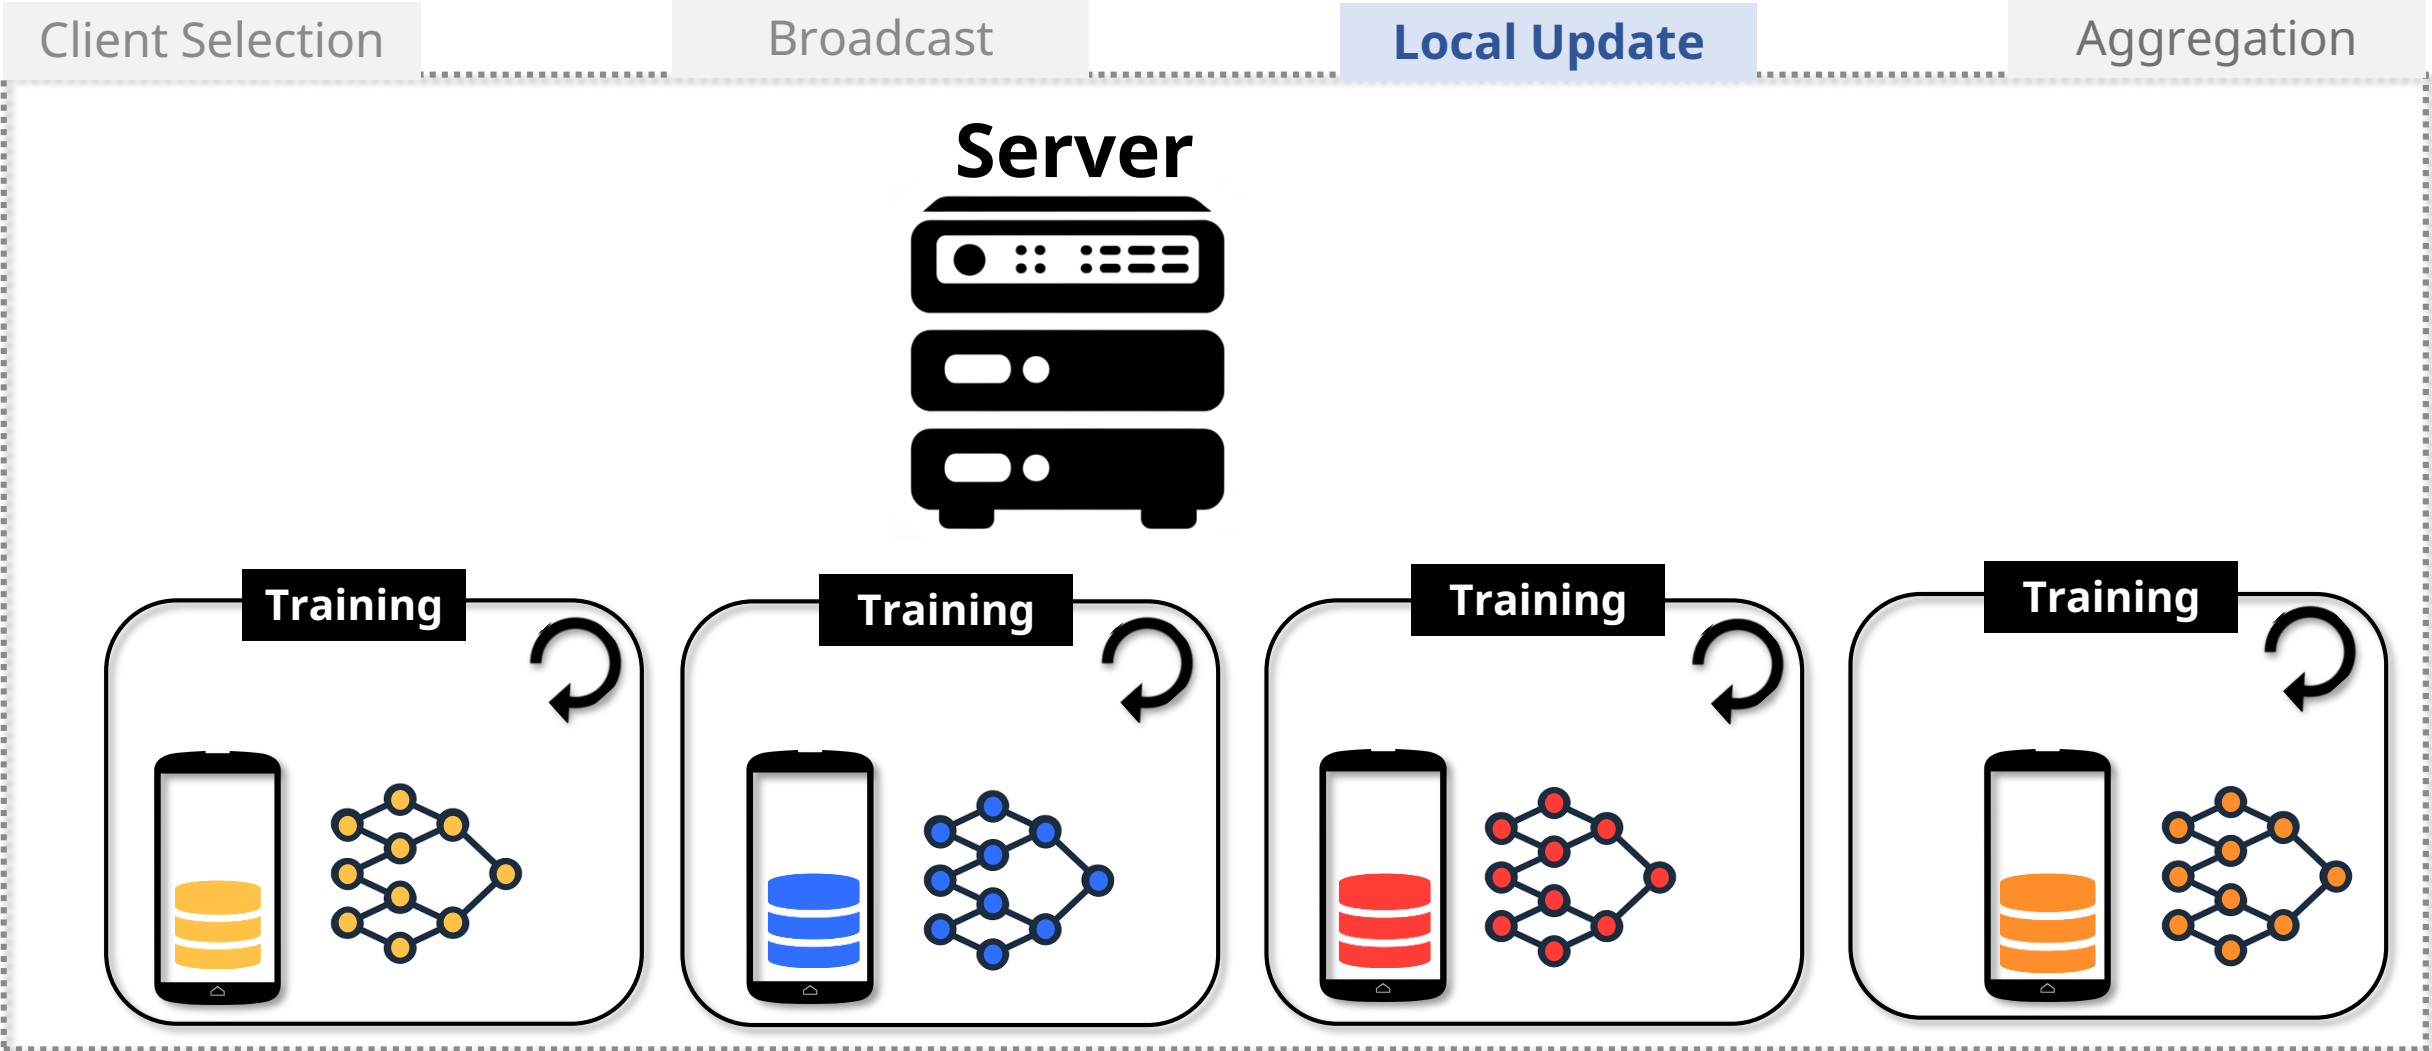 Client Selection
Broadcast
Local Update
Aggregation
Server
Training
Training
Training
Training